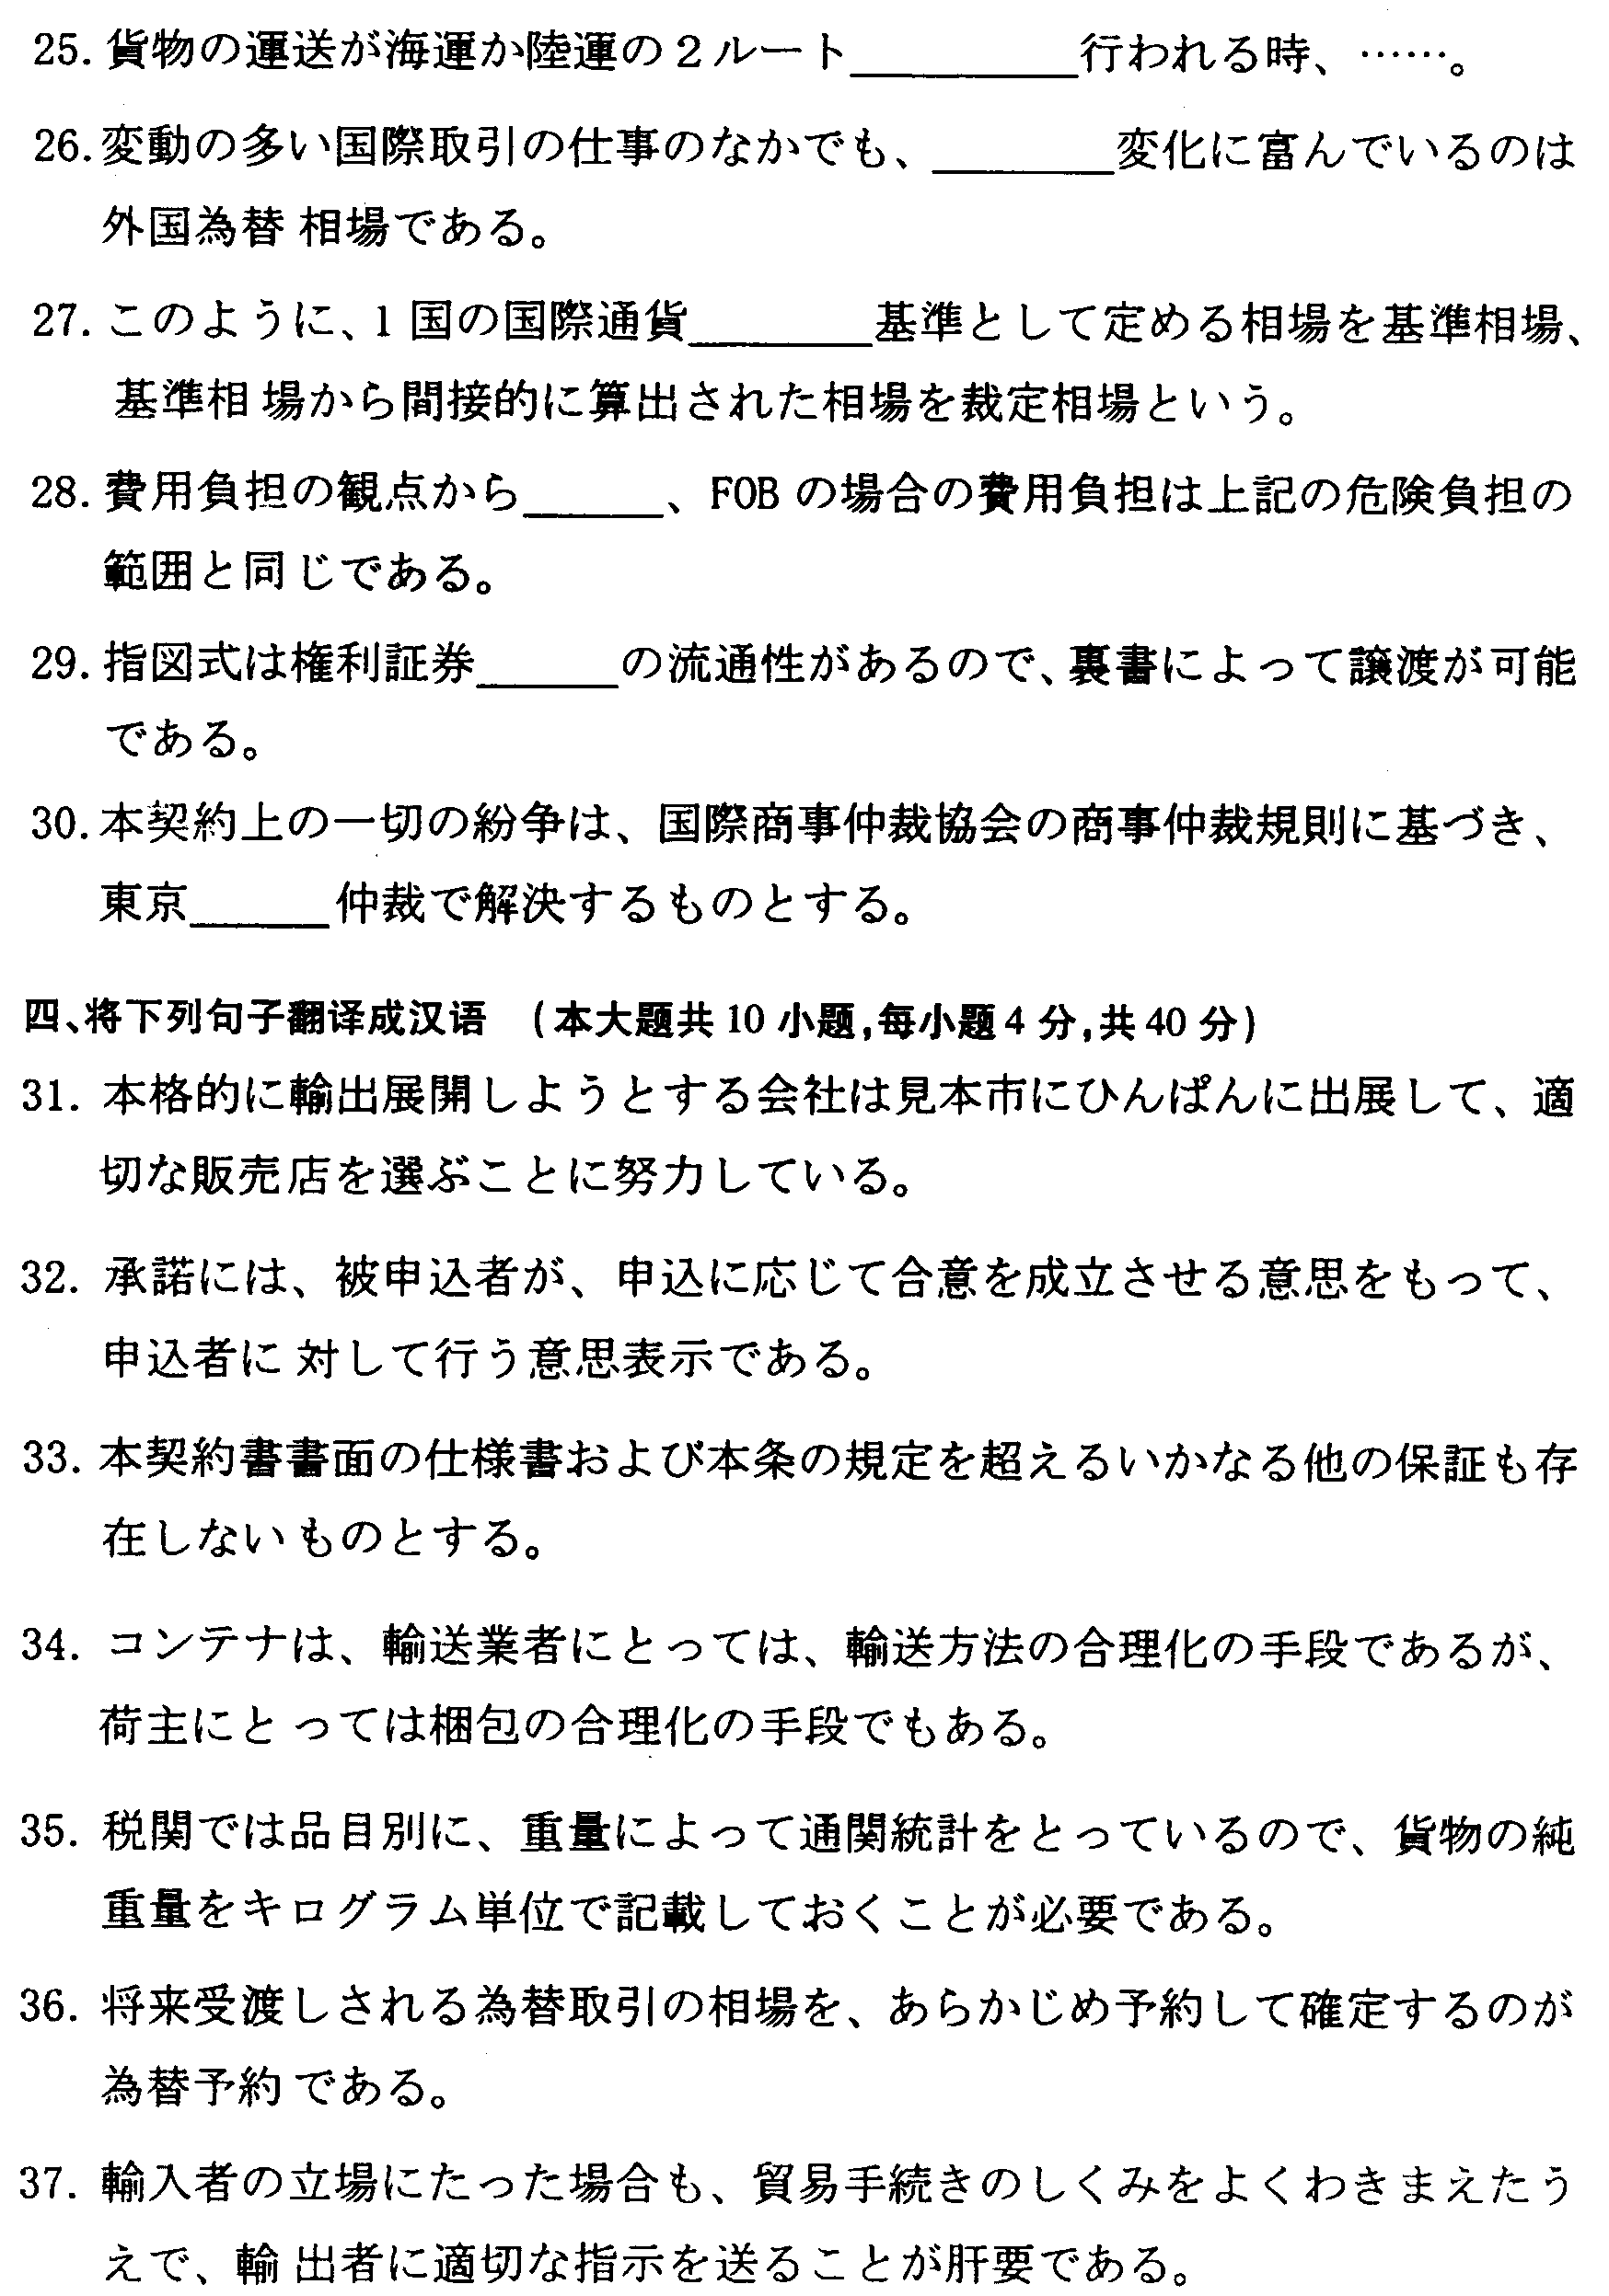 25. 貨物の運送が海運か陸運の2ルート__________行われる時、……。
26. 変動の多い国際取引の仕事のなかでも、________変化に富んでいるのは
外国為替 相場である。
27. このように、1 国の国際通貨________基準として定める相場を基準相場、
基準相 場から間接的に算出された相場を裁定相場という。
28. 費用負担の観点から______、FOB の場合の費用負担は上記の危険負担の
範囲と同じである。
29. 指図式は権利証券______の流通性があるので、裏書によって譲渡が可能
である。
30. 本契約上の一切の紛争は、国際商事仲裁協会の商事仲裁規則に基づき、
東京______仲裁で解決するものとする。
四、将下列句子翻译成汉语 (本大题共 10 小题,每小题 4 分,共 40 分)
31. 本格的に輸出展開しようとする会社は見本市にひんぱんに出展して、適
切な販売店を選ぶことに努力している。
32. 承諾には、被申込者が、申込に応じて合意を成立させる意思をもって、
申込者に 対して行う意思表示である。
33. 本契約書書面の仕様書および本条の規定を超えるいかなる他の保証も存
在しないものとする。
34. コンテナは、輸送業者にとっては、輸送方法の合理化の手段であるが、
荷主にと っては梱包の合理化の手段でもある。
35. 税関では品目別に、重量によって通関統計をとっているので、貨物の純
重量をキログラム単位で記載しておくことが必要である。
36. 将来受渡しされる為替取引の相場を、あらかじめ予約して確定するのが
為替予約 である。
37. 輸入者の立場にたった場合も、貿易手続きのしくみをよくわきまえたう
えで、輸 出者に適切な指示を送ることが肝要である。